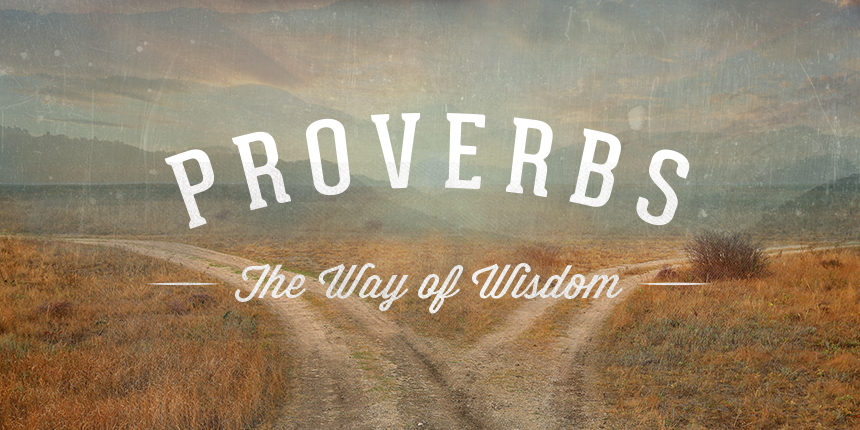 PROVERBS
The Way of Wisdom